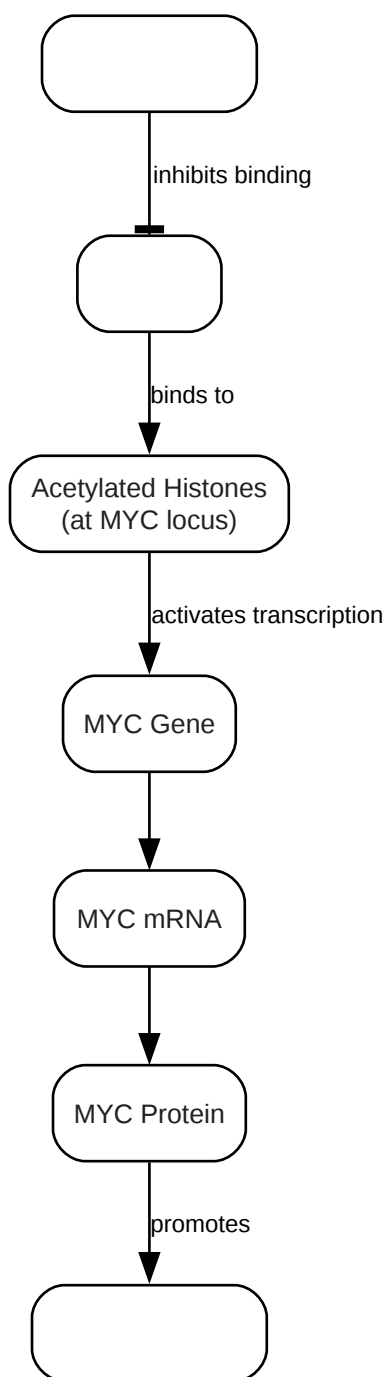 inhibits binding
binds to
Acetylated Histones
(at MYC locus)
activates transcription
MYC Gene
MYC mRNA
MYC Protein
promotes